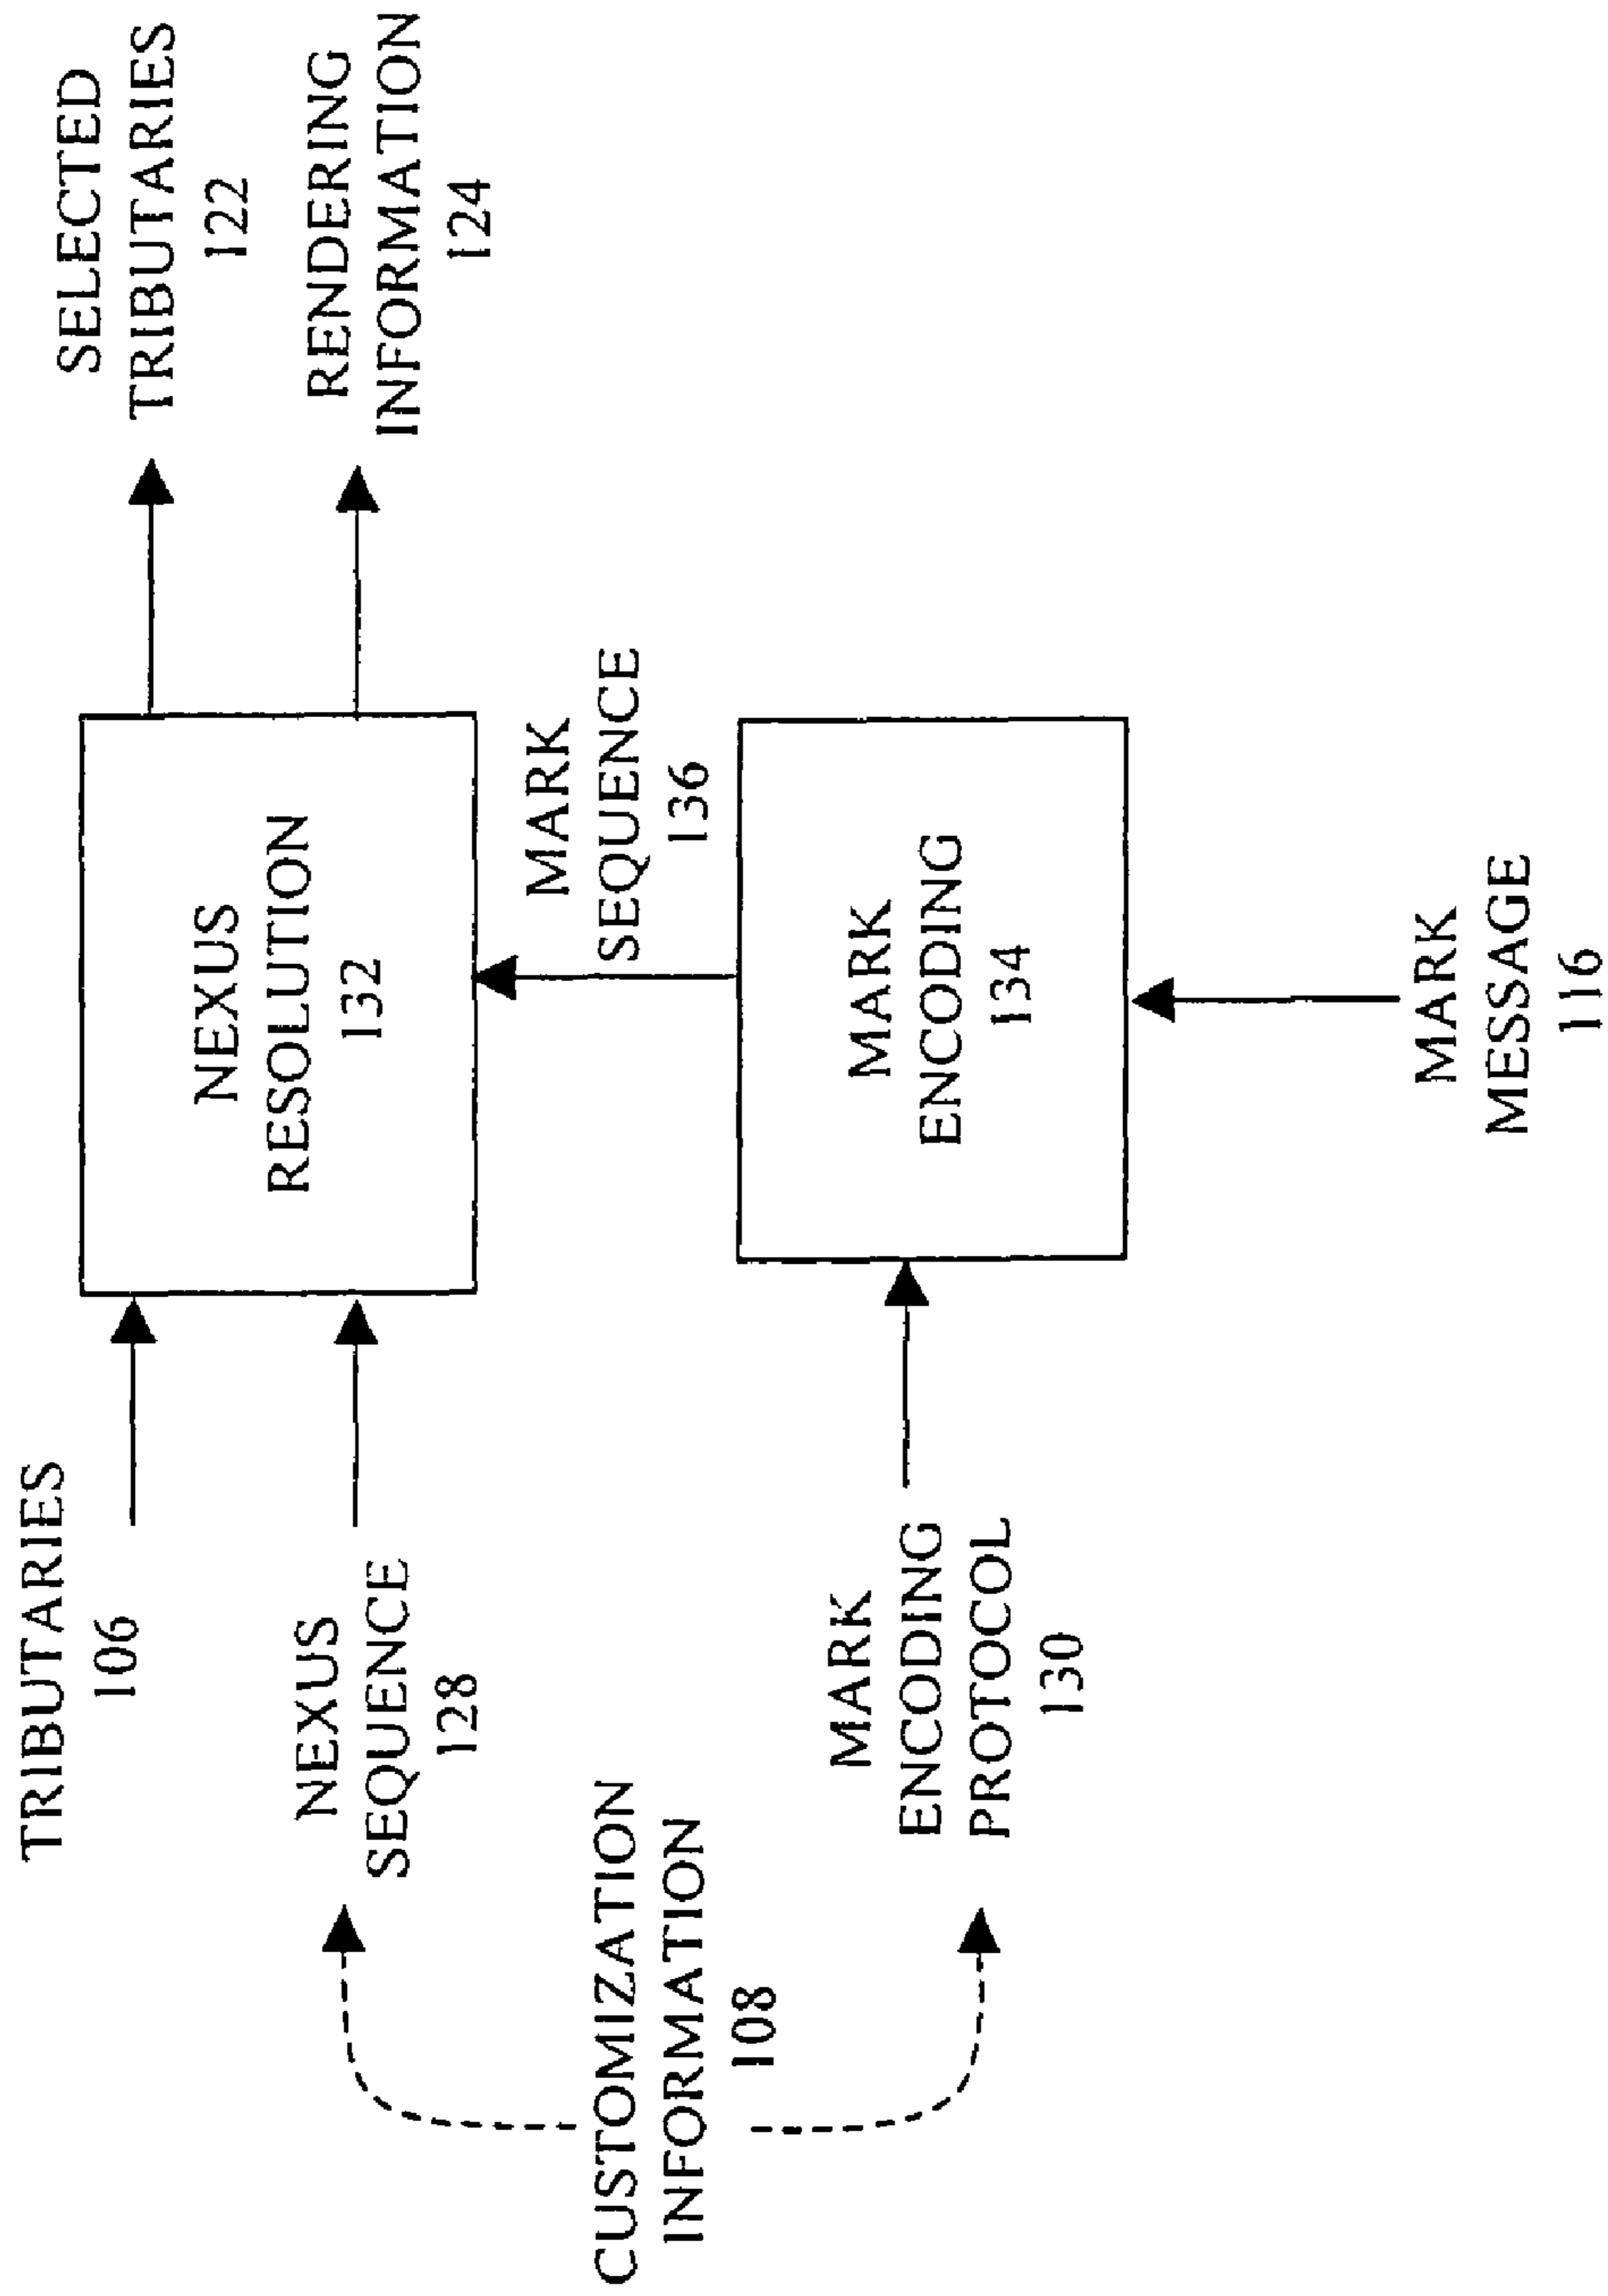 TRIBUTARIES
106
NEXUS
SEQUENCE
128
CUSTOMIZATION
INFORMATION
108
MARK
ENCODING
PROTOCOL
130
NEXUS
RESOLUTION
132
MARK
SEQUENCE
136
MARK
ENCODING
134
MARK
MESSAGE
116
SELECTED
TRIBUTARIES
122
RENDERING
INFORMATION
124